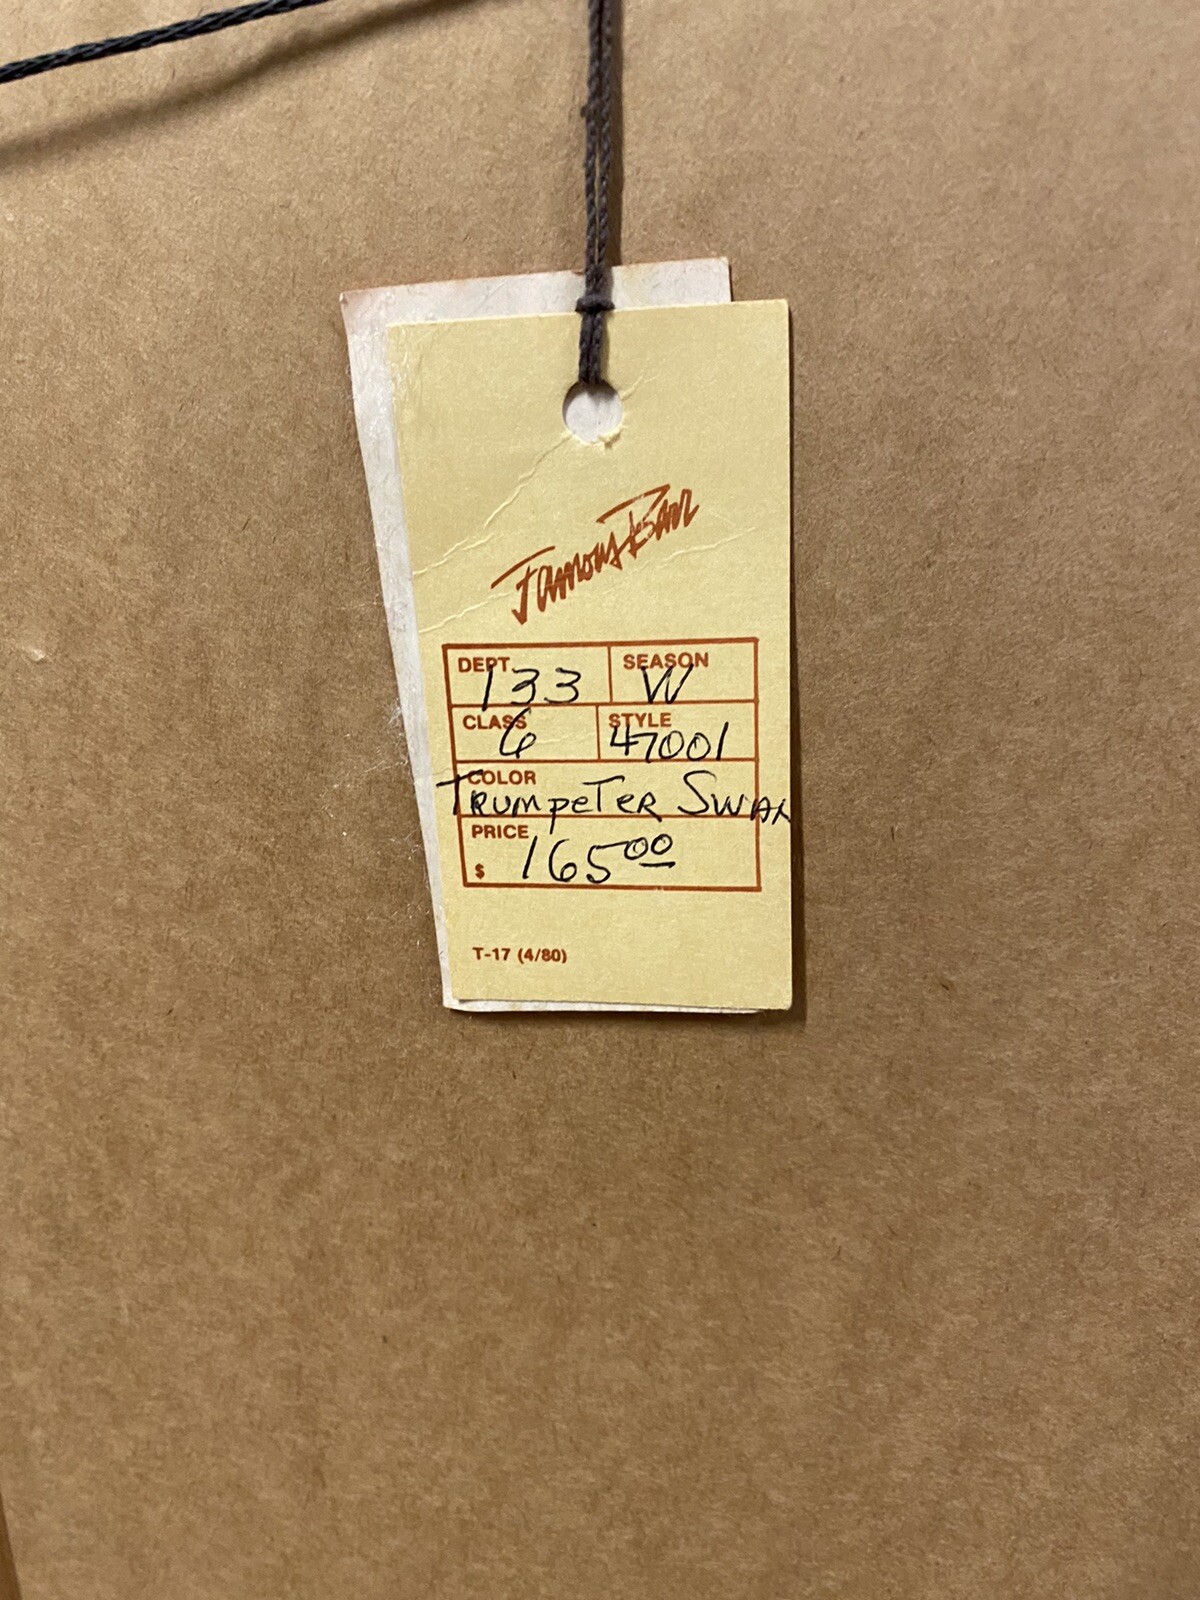 Famous Barr
DEPT. 133 SEASON W
CLASS 6 STYLE 47001
COLOR
TRUMPETER SWAN
PRICE
$ 165.00
T-17 (4/80)